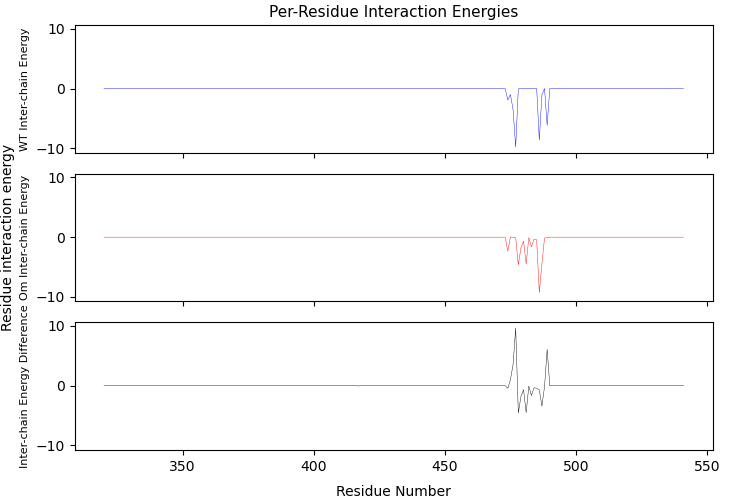 Per-Residue Interaction Energies
Residue interaction energy
WT Inter-chain Energy
10
0
−10
Om Inter-chain Energy
10
0
−10
Inter-chain Energy Difference
10
0
−10
350
400
450
500
550
Residue Number